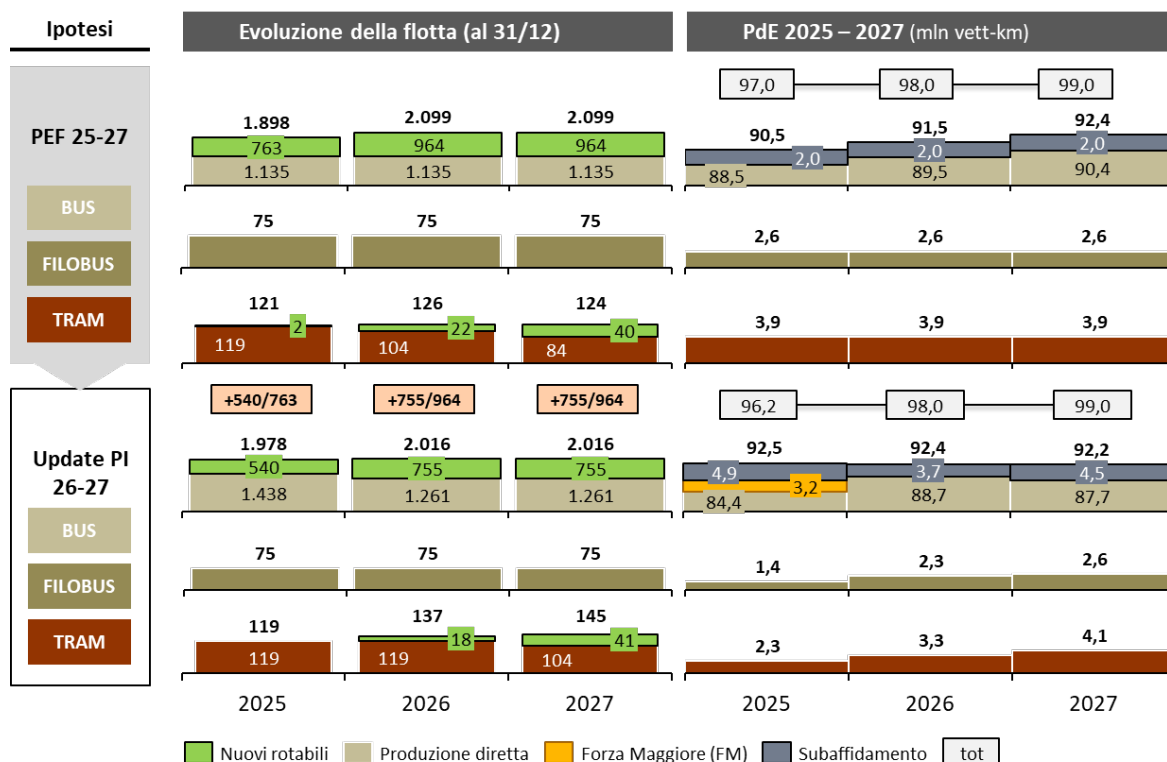 Ipotesi
Evoluzione della flotta (al 31/12)
PdE 2025 – 2027 (mln vett-km)
PEF 25-27
BUS
FILOBUS
TRAM
97,0 98,0 99,0
1.898 2.099 2.099
763 964 964
1.135 1.135 1.135
90,5 91,5 92,4
2,0 2,0 2,0
88,5 89,5 90,4
75 75 75
2,6 2,6 2,6
121 126 124
2 22 40
119 104 84
3,9 3,9 3,9
Update PI
26-27
BUS
FILOBUS
TRAM
+540/763 +755/964 +755/964
96,2 98,0 99,0
1.978 2.016 2.016
540 755 755
1.438 1.261 1.261
92,5 92,4 92,2
4,9 3,7 4,5
3,2
84,4 88,7 87,7
75 75 75
1,4 2,3 2,6
119 137 145
18 41
119 119 104
2,3 3,3 4,1
2025 2026 2027 2025 2026 2027
Nuovi rotabili Produzione diretta Forza Maggiore (FM) Subaffidamento tot